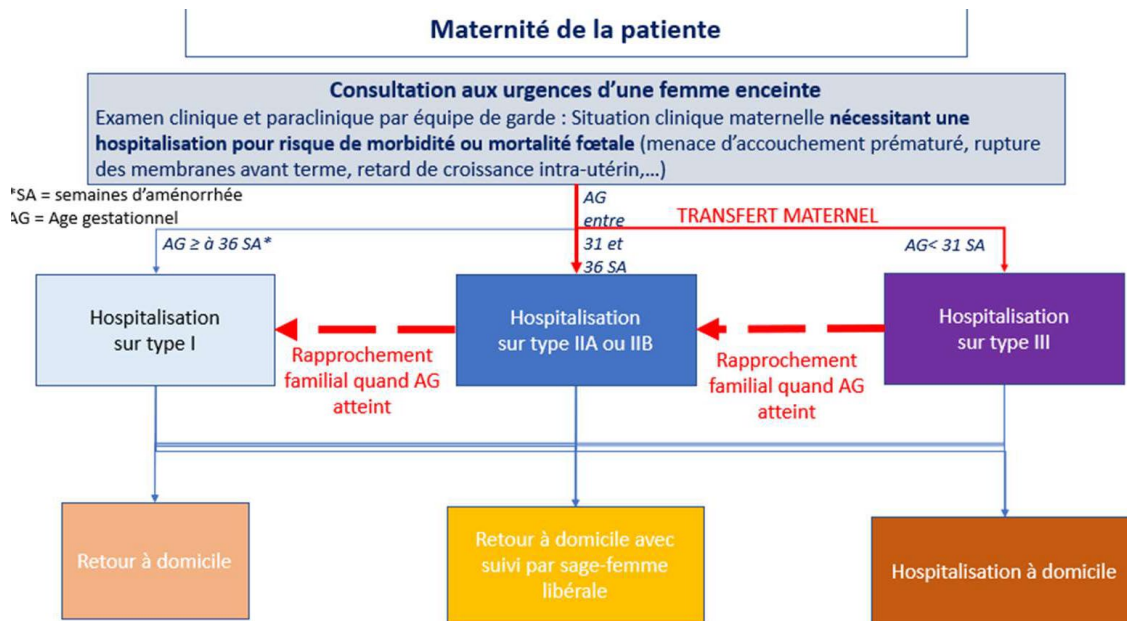 Maternité de la patiente
Consultation aux urgences d'une femme enceinte
Examen clinique et paraclinique par équipe de garde : Situation clinique maternelle nécessitant une
hospitalisation pour risque de morbidité ou mortalité fœtale (menace d'accouchement prématuré, rupture
des membranes avant terme, retard de croissance intra-utérin,...)
*SA = semaines d'aménorrhée
AG = Age gestationnel
AG
entre
31 et
36 SA
TRANSFERT MATERNEL
AG ≥ à 36 SA*
AG< 31 SA
Hospitalisation
sur type I
Hospitalisation
sur type IIA ou IIB
Hospitalisation
sur type III
Rapprochement
familial quand AG
atteint
Rapprochement
familial quand AG
atteint
Retour à domicile
Retour à domicile avec
suivi par sage-femme
libérale
Hospitalisation à domicile